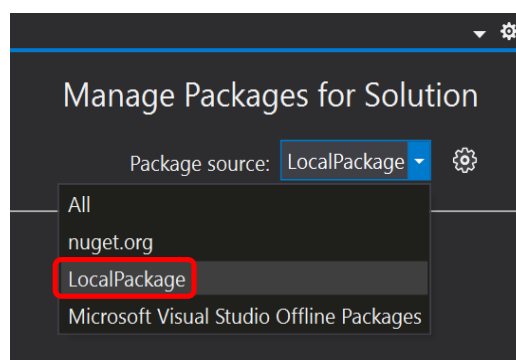 Manage Packages for Solution
Package source: LocalPackage
All
nuget.org
LocalPackage
Microsoft Visual Studio Offline Packages